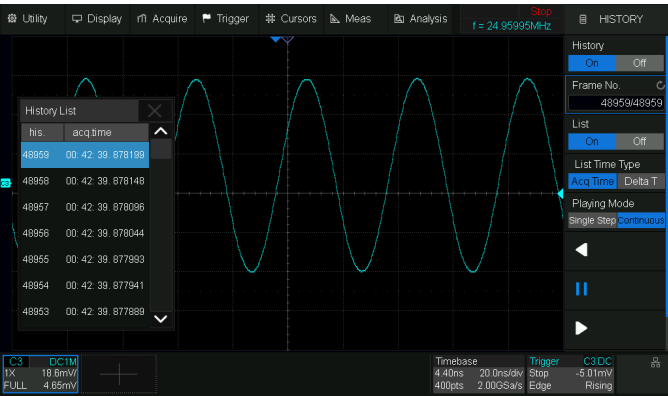 Utility Display Acquire Trigger Cursors Meas Analysis
Stop
f = 24.95995MHz
HISTORY
History
On Off
Frame No.
48959/48959
List
On Off
List Time Type
Acq Time Delta T
Playing Mode
Single Step Continuous
History List
his. acq.time
48959 00: 42: 39. 878199
48958 00: 42: 39. 878148
48957 00: 42: 39. 878096
48956 00: 42: 39. 878044
48955 00: 42: 39. 877993
48954 00: 42: 39. 877941
48953 00: 42: 39. 877889
C3
C3 DC1M
1X 18.6mV/
FULL 4.65mV
Timebase
4.40ns 20.0ns/div
400pts 2.00GSa/s
Trigger C3 DC
Stop -5.01mV
Edge Rising